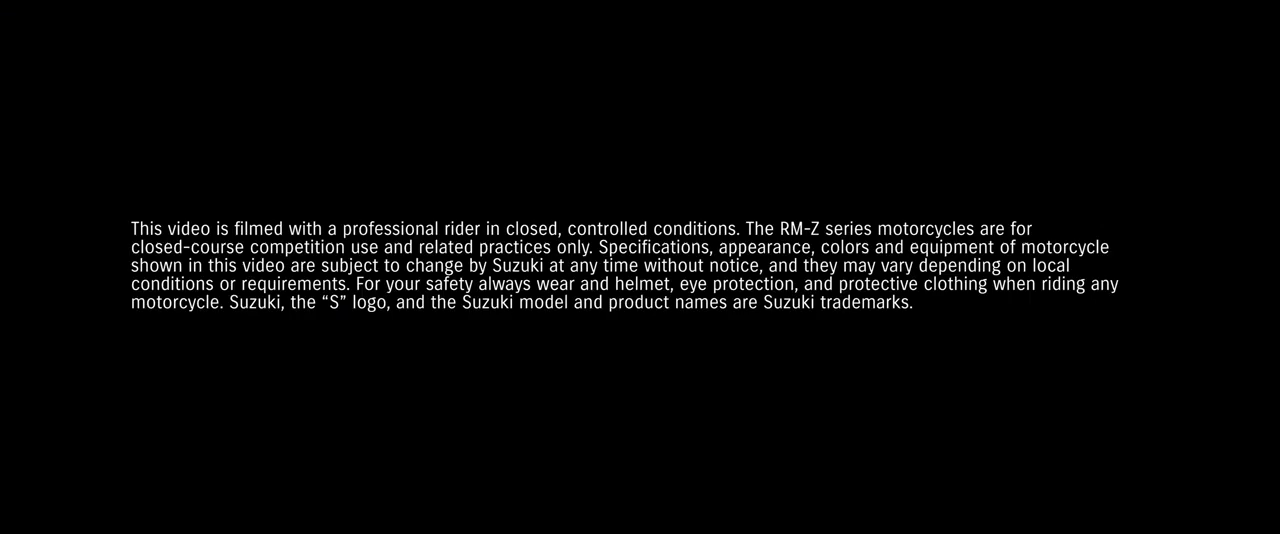 This video is filmed with a professional rider in closed, controlled conditions. The RM-Z series motorcycles are for
closed-course competition use and related practices only. Specifications, appearance, colors and equipment of motorcycle
shown in this video are subject to change by Suzuki at any time without notice, and they may vary depending on local
conditions or requirements. For your safety always wear and helmet, eye protection, and protective clothing when riding any
motorcycle. Suzuki, the “S” logo, and the Suzuki model and product names are Suzuki trademarks.